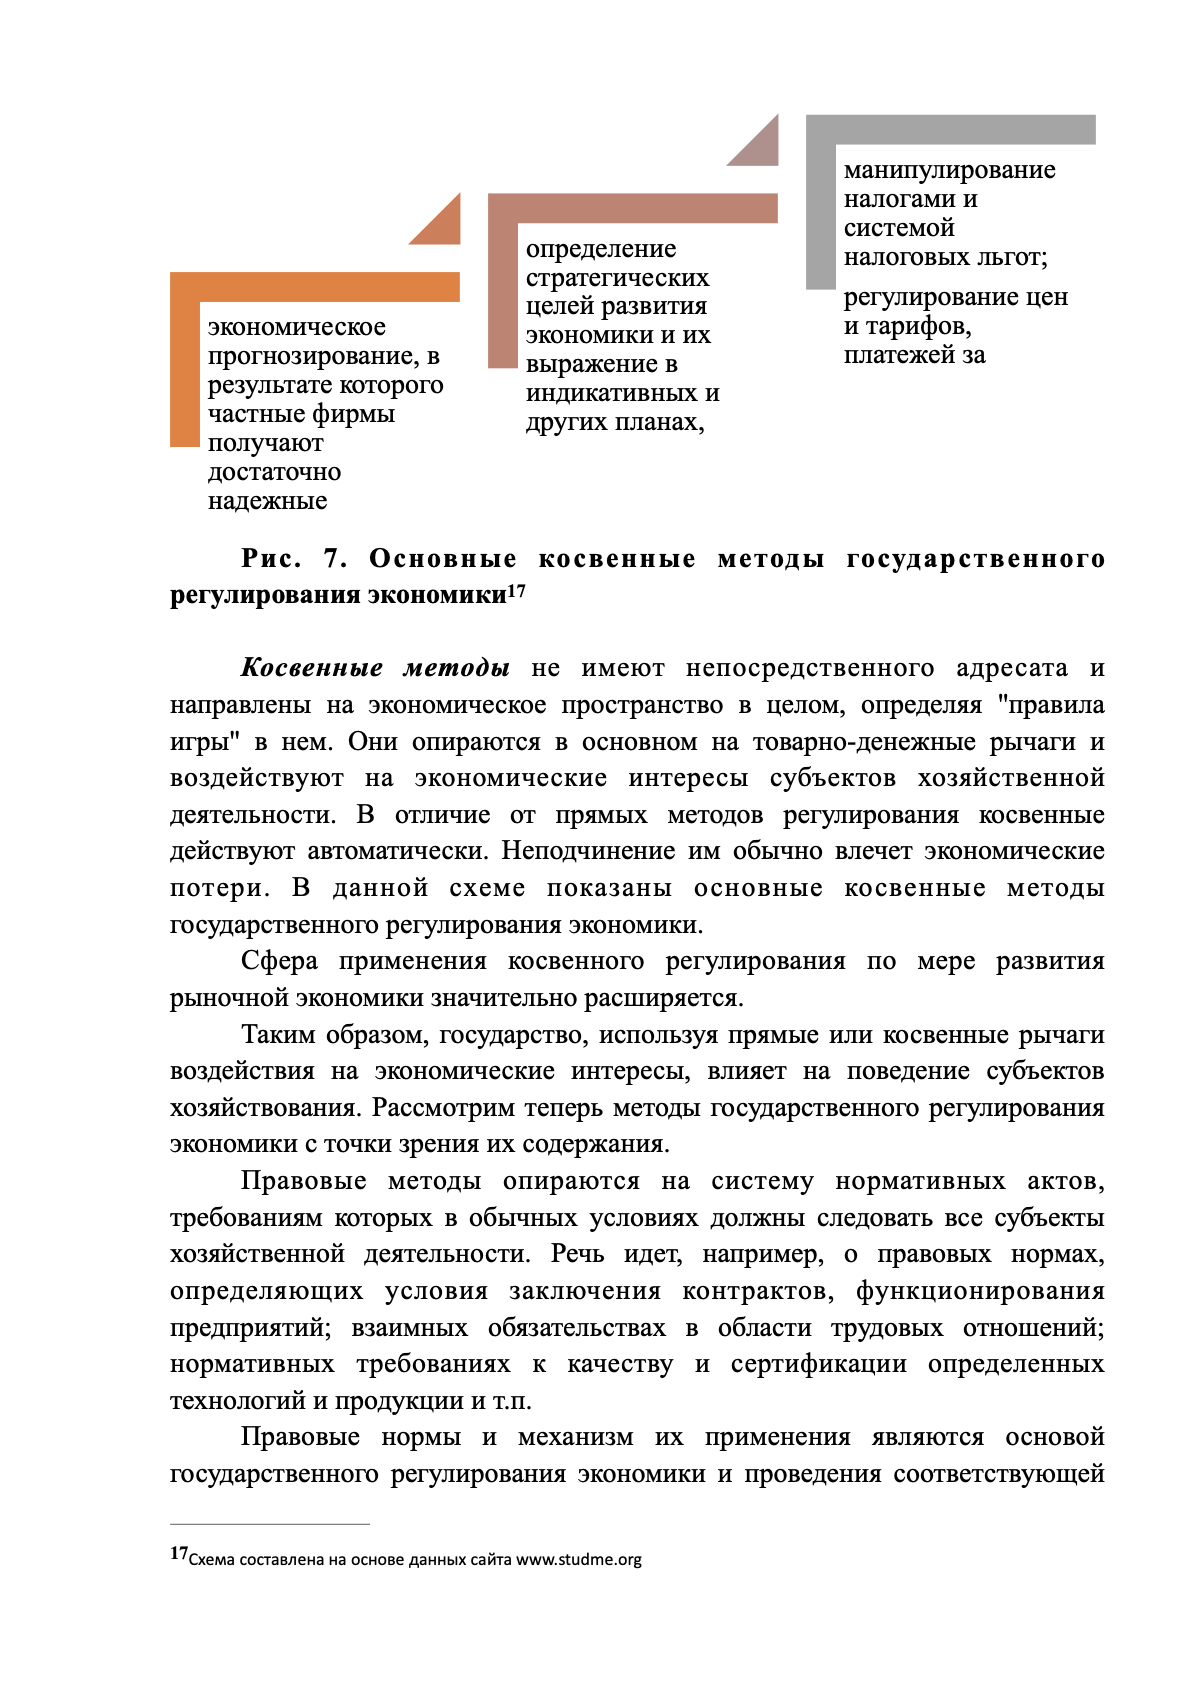 экономическое
прогнозирование, в
результате которого
частные фирмы
получают
достаточно
надежные
определение
стратегических
целей развития
экономики и их
выражение в
индикативных и
других планах,
манипулирование
налогами и
системой
налоговых льгот;
регулирование цен
и тарифов,
платежей за
Рис. 7. Основные косвенные методы государственного
регулирования экономики17
Косвенные методы не имеют непосредственного адресата и
направлены на экономическое пространство в целом, определяя "правила
игры" в нем. Они опираются в основном на товарно-денежные рычаги и
воздействуют на экономические интересы субъектов хозяйственной
деятельности. В отличие от прямых методов регулирования косвенные
действуют автоматически. Неподчинение им обычно влечет экономические
потери. В данной схеме показаны основные косвенные методы
государственного регулирования экономики.
Сфера применения косвенного регулирования по мере развития
рыночной экономики значительно расширяется.
Таким образом, государство, используя прямые или косвенные рычаги
воздействия на экономические интересы, влияет на поведение субъектов
хозяйствования. Рассмотрим теперь методы государственного регулирования
экономики с точки зрения их содержания.
Правовые методы опираются на систему нормативных актов,
требованиям которых в обычных условиях должны следовать все субъекты
хозяйственной деятельности. Речь идет, например, о правовых нормах,
определяющих условия заключения контрактов, функционирования
предприятий; взаимных обязательствах в области трудовых отношений;
нормативных требованиях к качеству и сертификации определенных
технологий и продукции и т.п.
Правовые нормы и механизм их применения являются основой
государственного регулирования экономики и проведения соответствующей
17Схема составлена на основе данных сайта www.studme.org